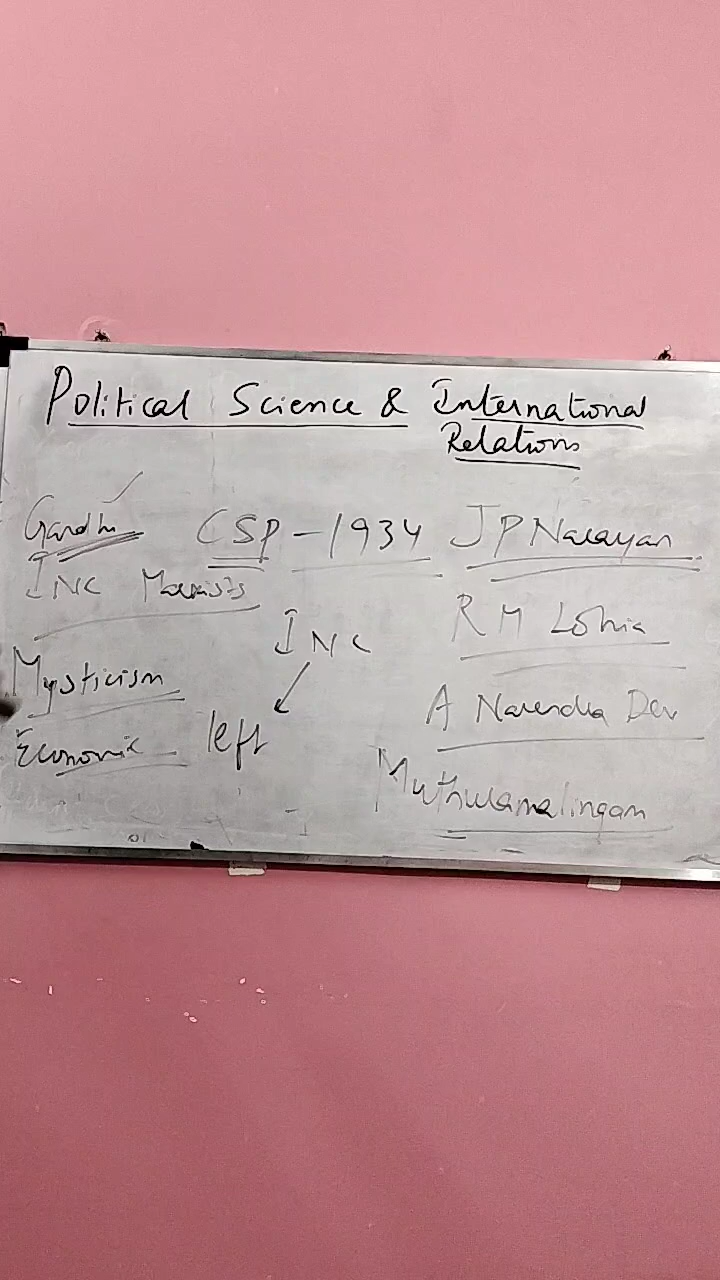 Political Science & International
Relations
Gandhi CSP - 1934 JP Narayan
INC Marxists
INC
RM Lohia
Mysticism
A Narendra Dev
Economic left
Muthuramalingam